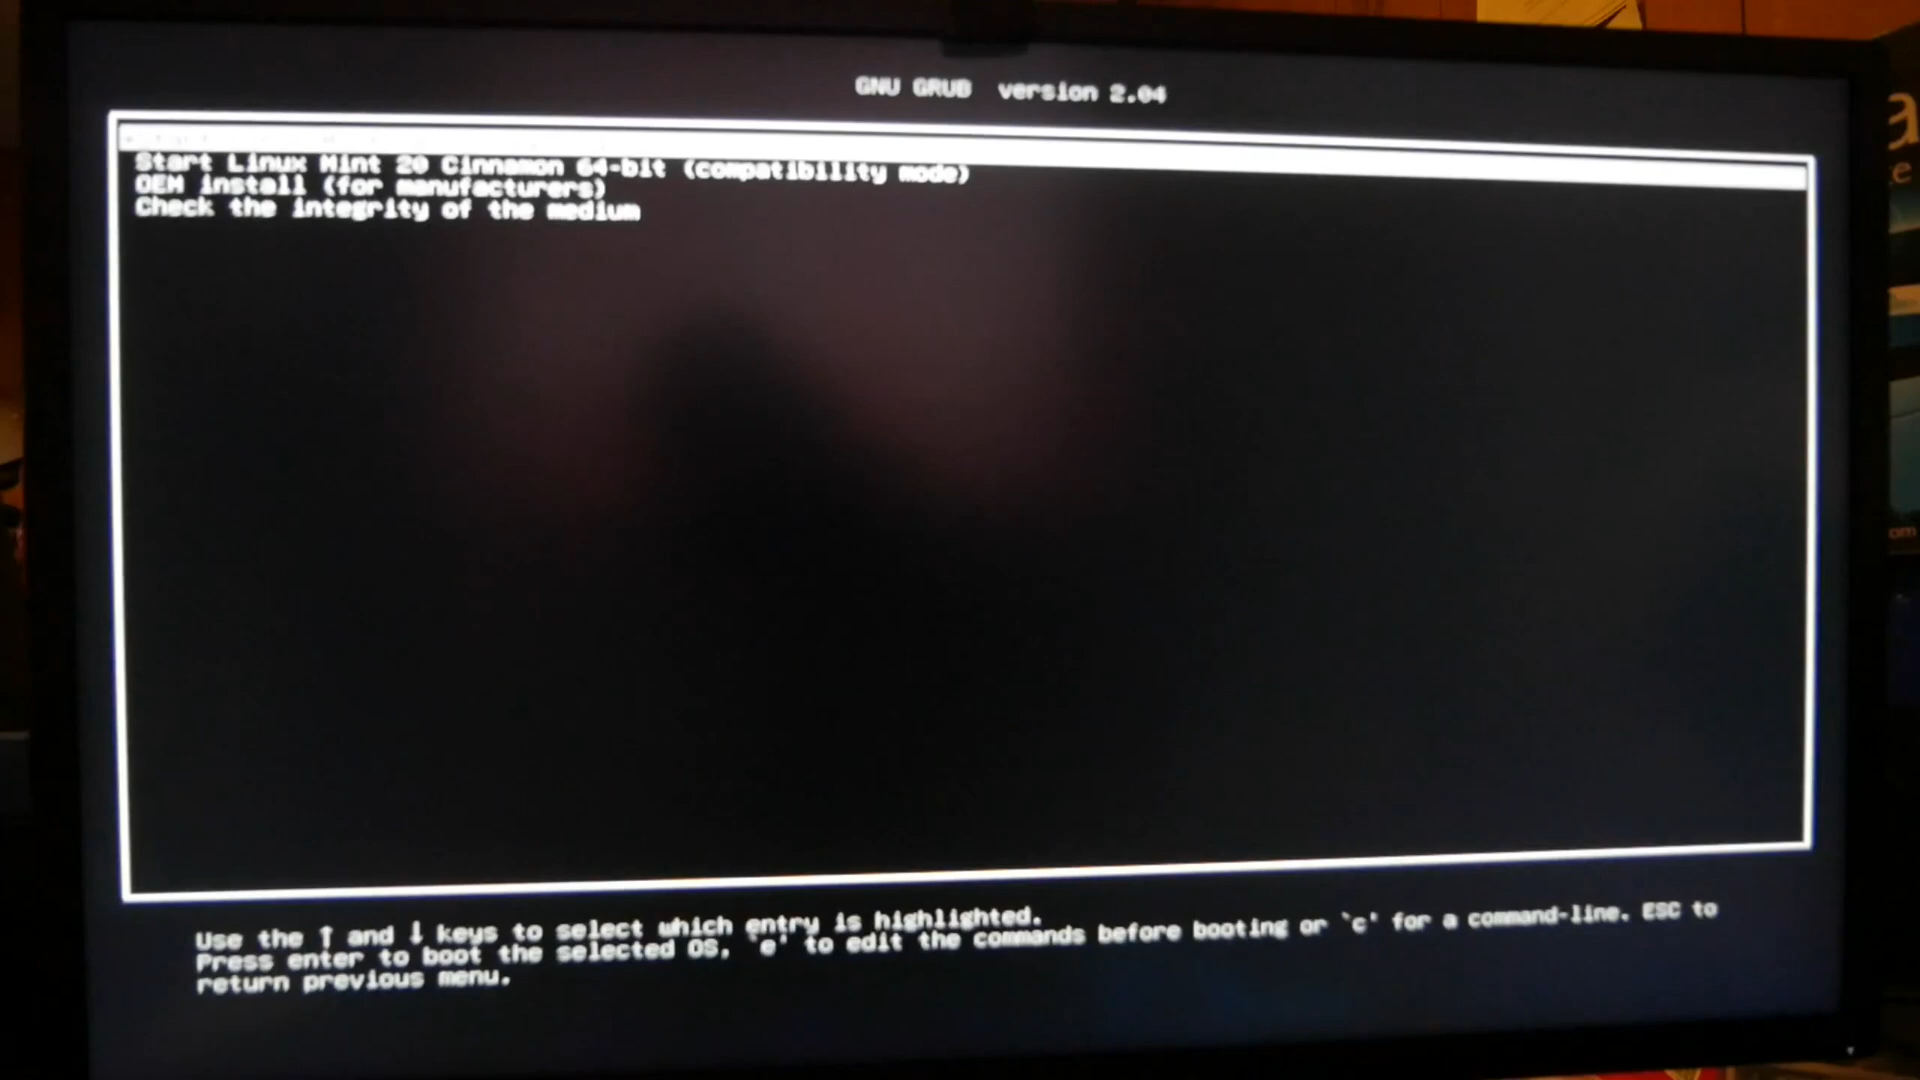 GNU GRUB version 2.04
Start Linux Mint 20 Cinnamon 64-bit (compatibility mode)
OEM install (for manufacturers)
Check the integrity of the medium
Use the ↑ and ↓ keys to select which entry is highlighted.
Press enter to boot the selected OS, `e' to edit the commands before booting or `c' for a command-line. ESC to
return previous menu.
a
e
om